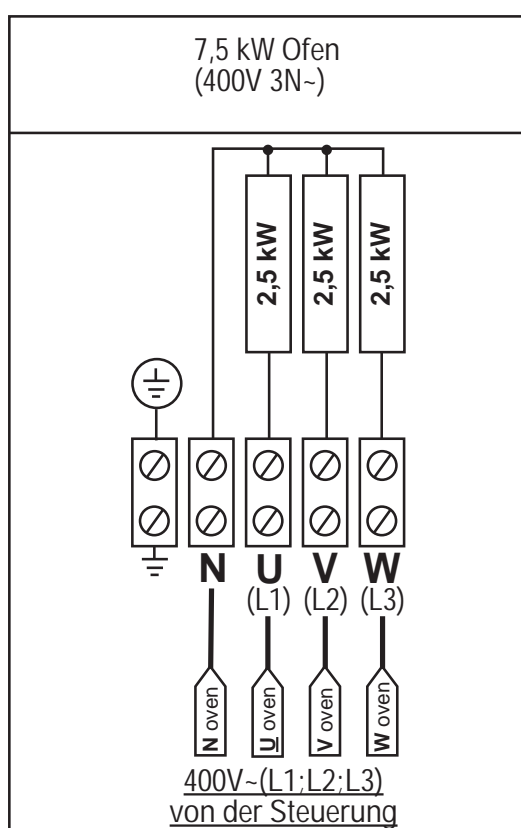 7,5 kW Ofen
(400V 3N~)
2,5 kW
2,5 kW
2,5 kW
N U V W
(L1) (L2) (L3)
N oven
U oven
V oven
W oven
400V~(L1;L2;L3)
von der Steuerung